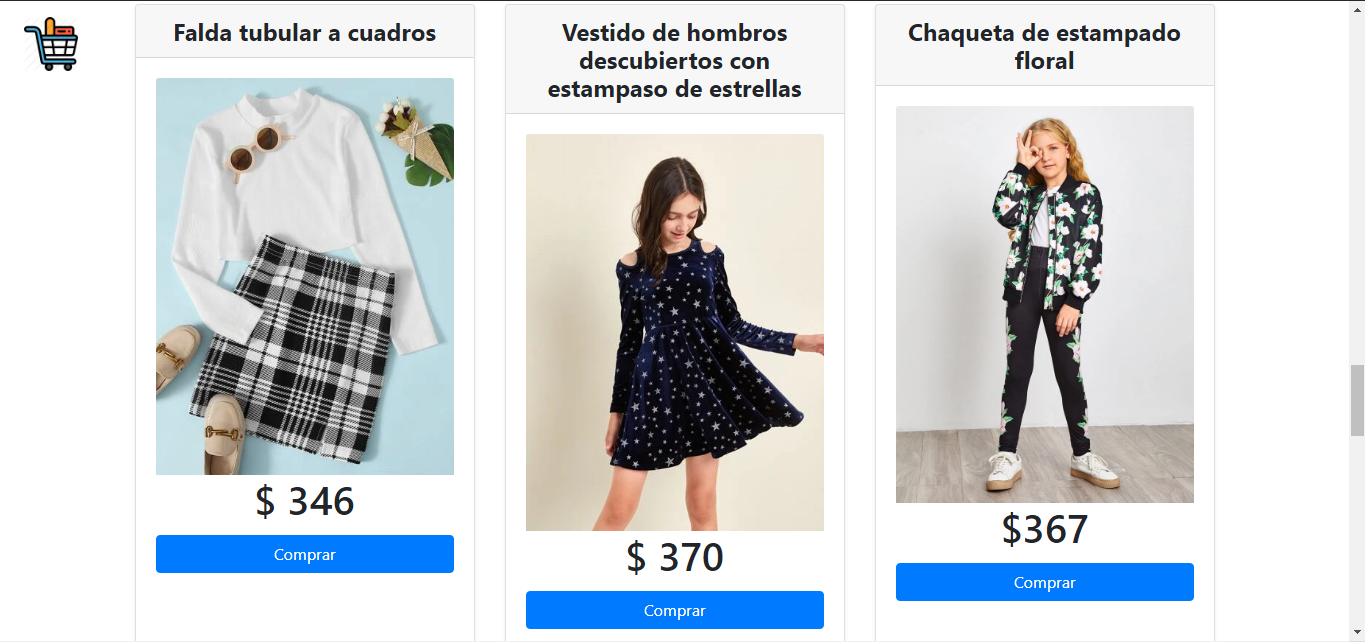 Falda tubular a cuadros
$ 346
Comprar
Vestido de hombros
descubiertos con
estampaso de estrellas
$ 370
Comprar
Chaqueta de estampado
floral
$367
Comprar